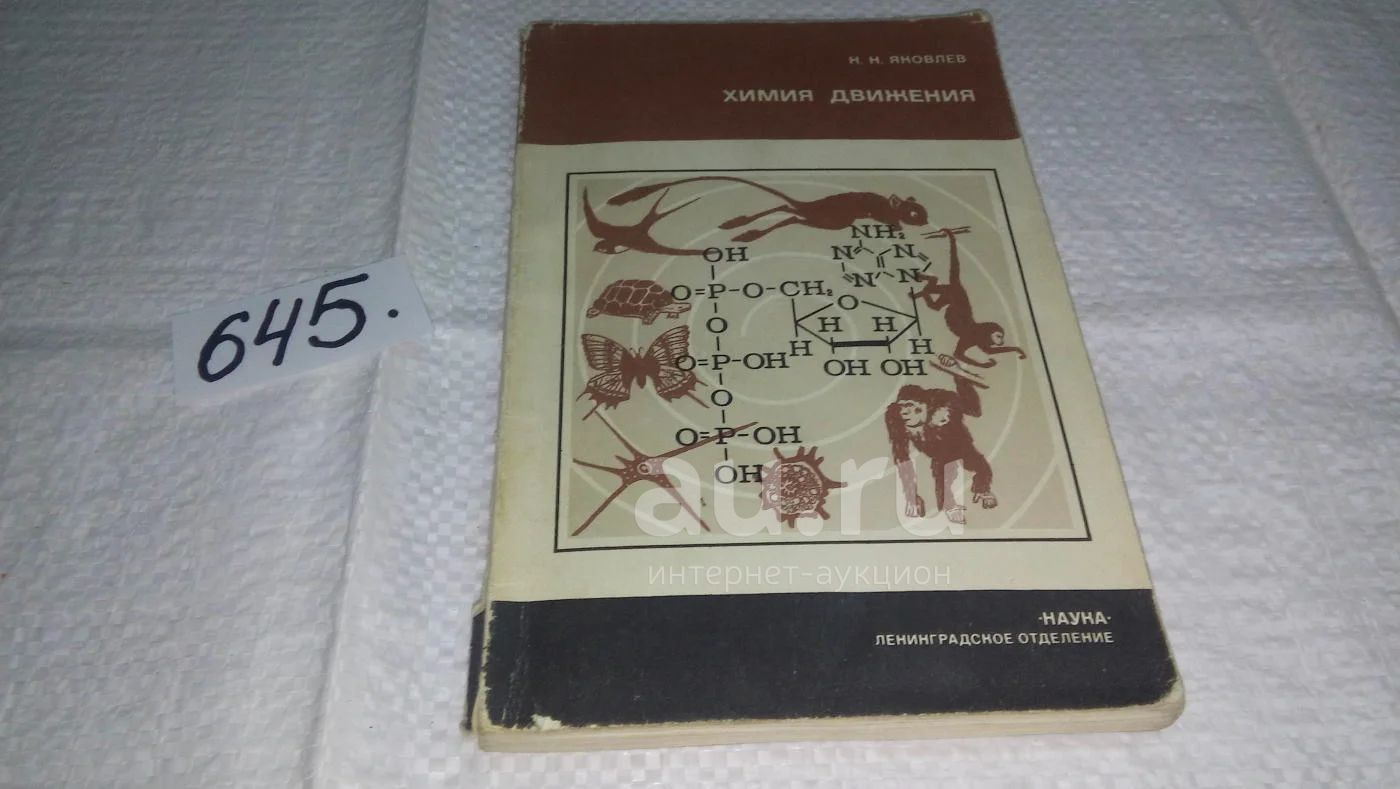 Н. Н. ЯКОВЛЕВ
ХИМИЯ ДВИЖЕНИЯ
NH₂
N N
N N
OH
O=P-O-CH₂
O
O H H
O=P-OH H H
OH OH
O
O=P-OH
OH
645.
au.ru
интернет-аукцион
·НАУКА·
ЛЕНИНГРАДСКОЕ ОТДЕЛЕНИЕ